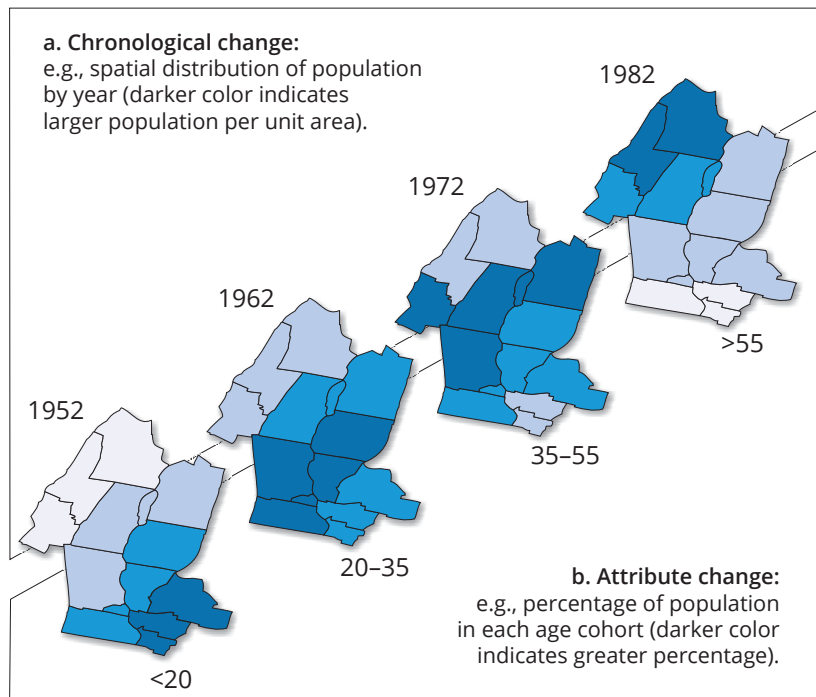 a. Chronological change:
e.g., spatial distribution of population
by year (darker color indicates
larger population per unit area).
1982
1972
1962
1952
>55
35–55
20–35
<20
b. Attribute change:
e.g., percentage of population
in each age cohort (darker color
indicates greater percentage).